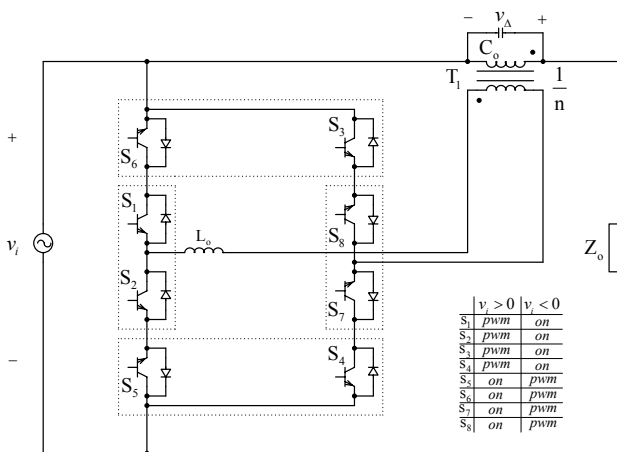 − v_Δ +
C_o
T_1
1/n
S_6
S_3
+
S_1
S_8
v_i
L_o
Z_o
S_2
S_7
−
S_5
S_4
v_i > 0 v_i < 0
S_1 pwm on
S_2 pwm on
S_3 pwm on
S_4 pwm on
S_5 on pwm
S_6 on pwm
S_7 on pwm
S_8 on pwm